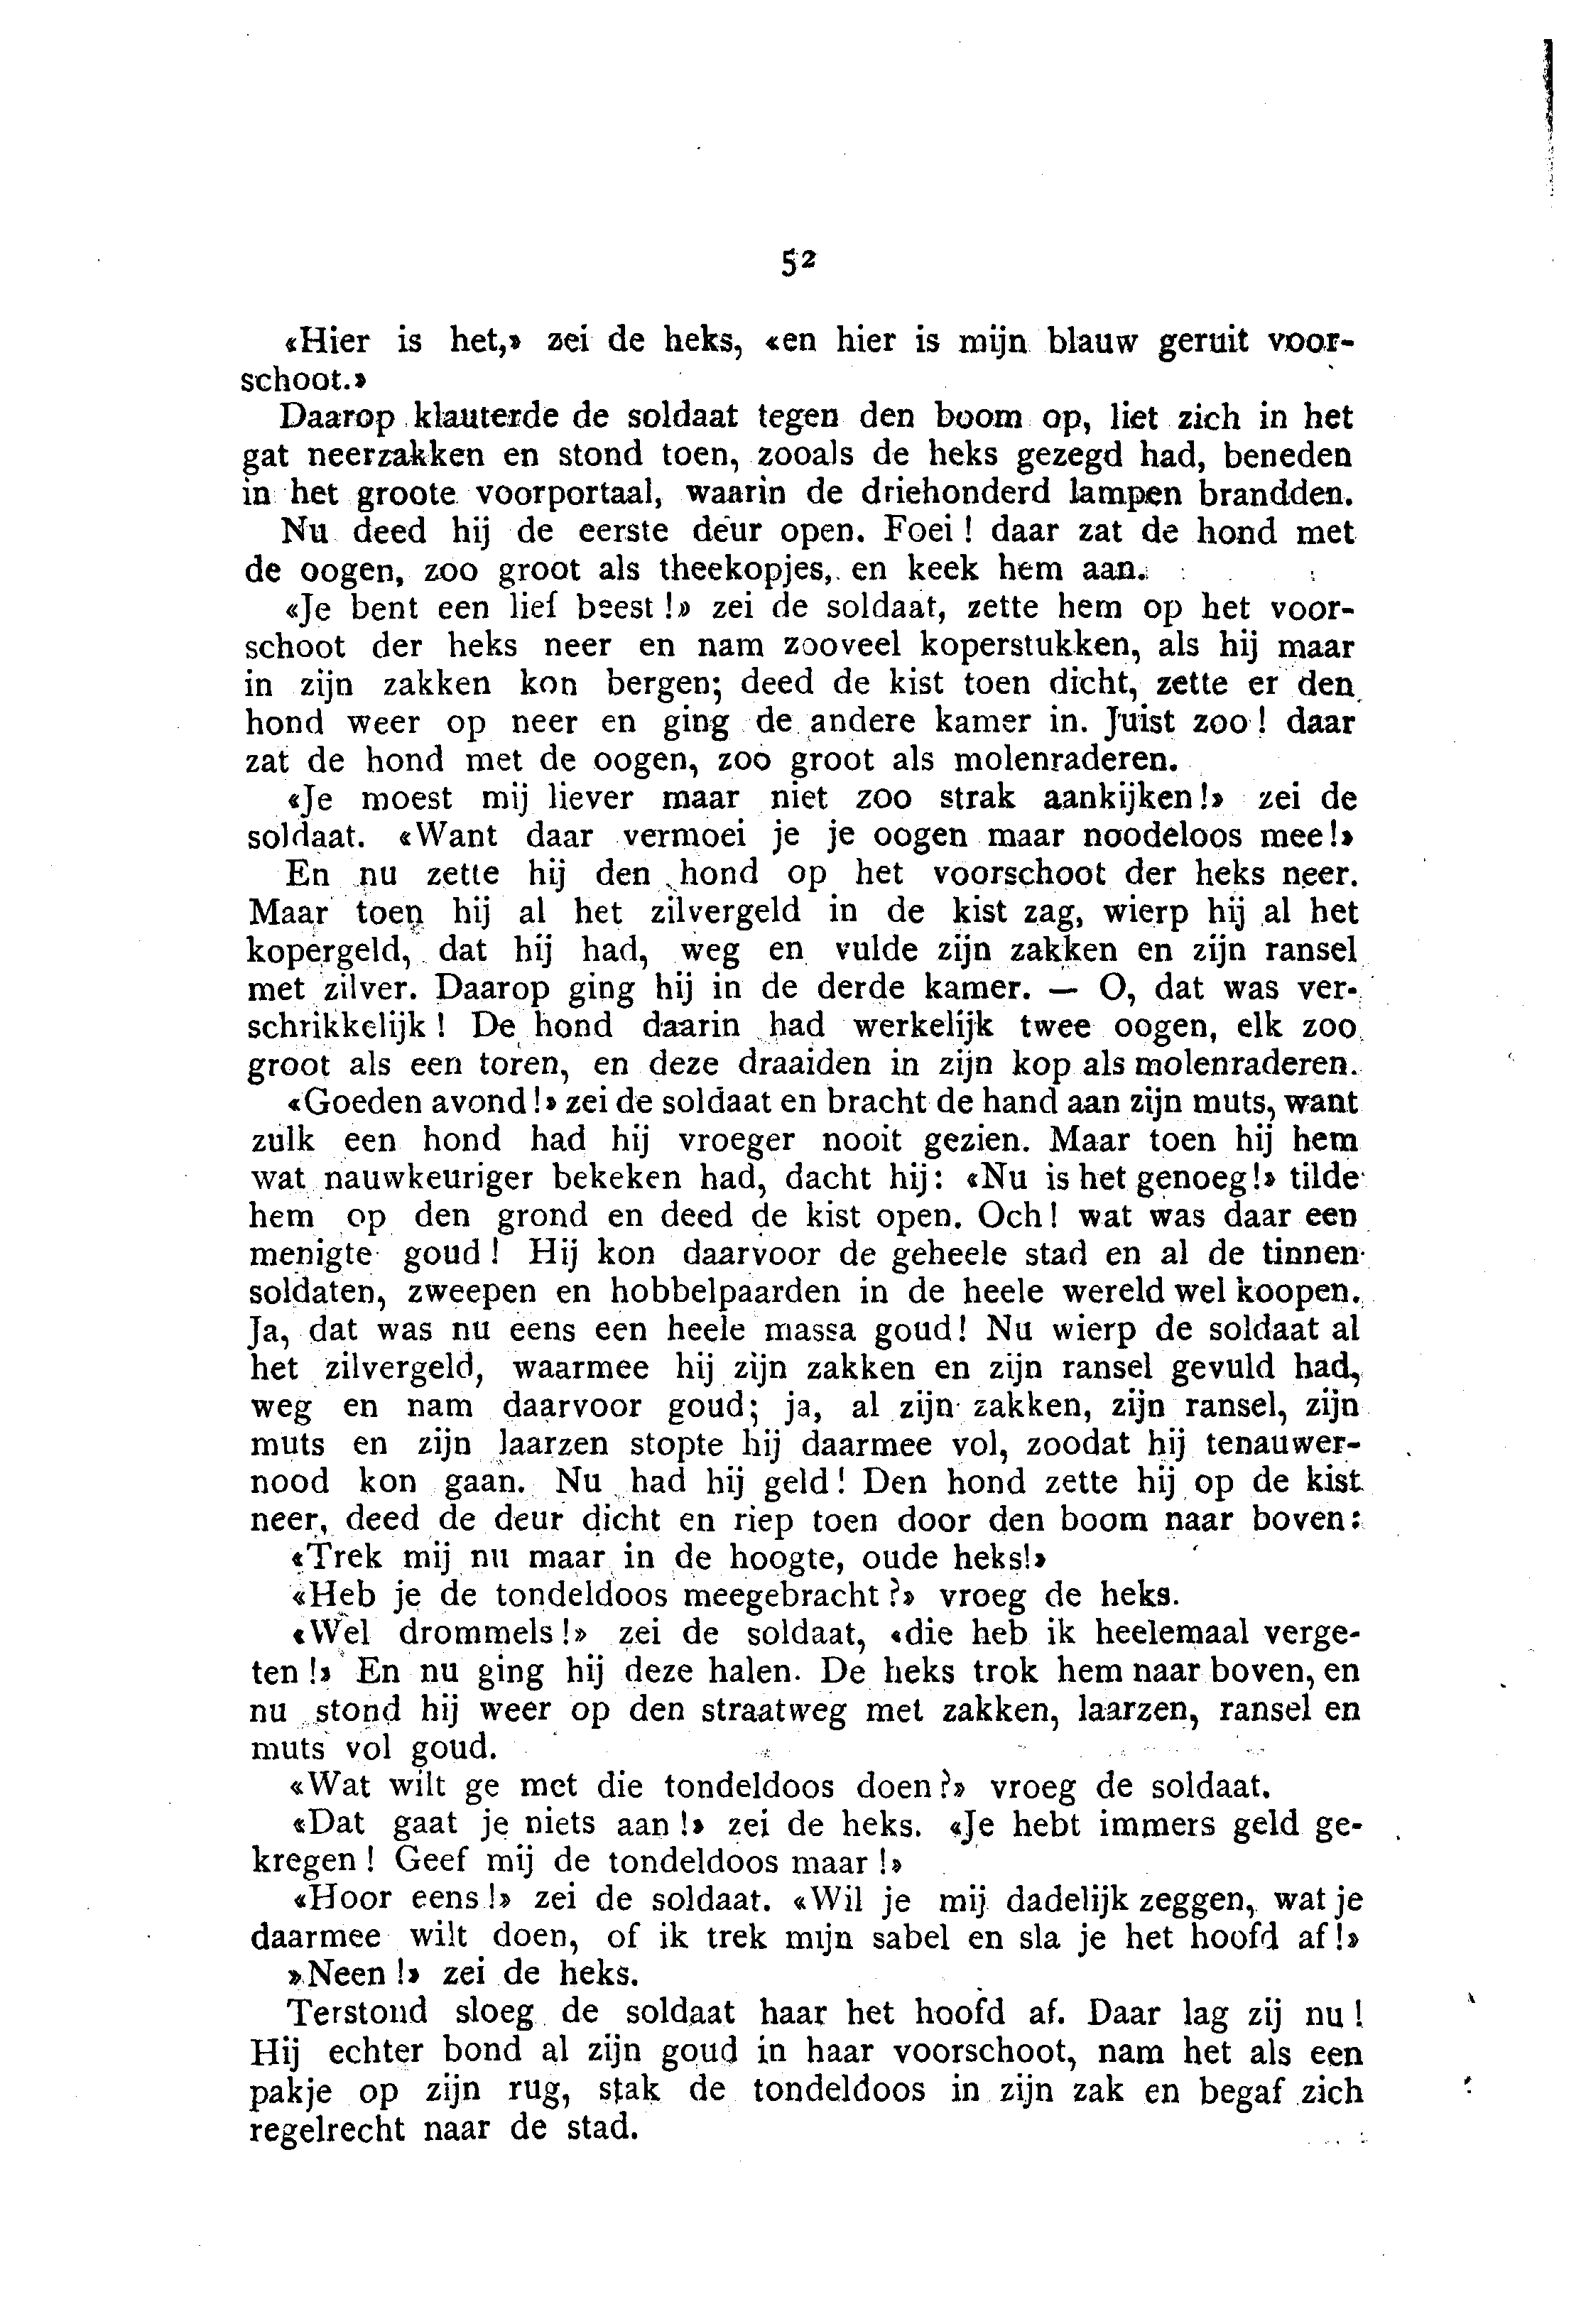 52
«Hier is het,» zei de heks, «en hier is mijn blauw geruit voor-
schoot.»
Daarop klauterde de soldaat tegen den boom op, liet zich in het
gat neerzakken en stond toen, zooals de heks gezegd had, beneden
in het groote voorportaal, waarin de driehonderd lampen brandden.
Nu deed hij de eerste deur open. Foei! daar zat de hond met
de oogen, zoo groot als theekopjes, en keek hem aan.
«Je bent een lief beest!» zei de soldaat, zette hem op het voor-
schoot der heks neer en nam zooveel koperstukken, als hij maar
in zijn zakken kon bergen; deed de kist toen dicht, zette er den
hond weer op neer en ging de andere kamer in. Juist zoo! daar
zat de hond met de oogen, zoo groot als molenraderen.
«Je moest mij liever maar niet zoo strak aankijken!» zei de
soldaat. «Want daar vermoei je je oogen maar noodeloos mee!»
En nu zette hij den hond op het voorschoot der heks neer.
Maar toen hij al het zilvergeld in de kist zag, wierp hij al het
kopergeld, dat hij had, weg en vulde zijn zakken en zijn ransel
met zilver. Daarop ging hij in de derde kamer. — O, dat was ver-
schrikkelijk! De hond daarin had werkelijk twee oogen, elk zoo
groot als een toren, en deze draaiden in zijn kop als molenraderen.
«Goeden avond!» zei de soldaat en bracht de hand aan zijn muts, want
zulk een hond had hij vroeger nooit gezien. Maar toen hij hem
wat nauwkeuriger bekeken had, dacht hij: «Nu is het genoeg!» tilde
hem op den grond en deed de kist open. Och! wat was daar een
menigte goud! Hij kon daarvoor de geheele stad en al de tinnen
soldaten, zweepen en hobbelpaarden in de heele wereld wel koopen.
Ja, dat was nu eens een heele massa goud! Nu wierp de soldaat al
het zilvergeld, waarmee hij zijn zakken en zijn ransel gevuld had,
weg en nam daarvoor goud; ja, al zijn zakken, zijn ransel, zijn
muts en zijn laarzen stopte hij daarmee vol, zoodat hij tenauwer-
nood kon gaan. Nu had hij geld! Den hond zette hij op de kist
neer, deed de deur dicht en riep toen door den boom naar boven:
«Trek mij nu maar in de hoogte, oude heks!»
«Heb je de tondeldoos meegebracht?» vroeg de heks.
«Wel drommels!» zei de soldaat, «die heb ik heelemaal verge-
ten!» En nu ging hij deze halen. De heks trok hem naar boven, en
nu stond hij weer op den straatweg met zakken, laarzen, ransel en
muts vol goud.
«Wat wilt ge met die tondeldoos doen?» vroeg de soldaat.
«Dat gaat je niets aan!» zei de heks. «Je hebt immers geld ge-
kregen! Geef mij de tondeldoos maar!»
«Hoor eens!» zei de soldaat. «Wil je mij dadelijk zeggen, wat je
daarmee wilt doen, of ik trek mijn sabel en sla je het hoofd af!»
»Neen!» zei de heks.
Terstond sloeg de soldaat haar het hoofd af. Daar lag zij nu!
Hij echter bond al zijn goud in haar voorschoot, nam het als een
pakje op zijn rug, stak de tondeldoos in zijn zak en begaf zich
regelrecht naar de stad.